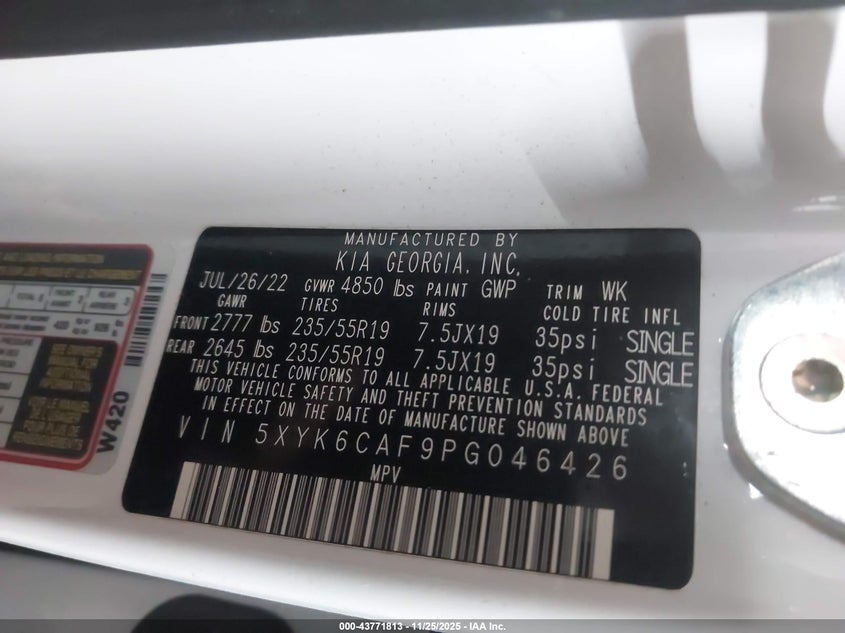 MANUFACTURED BY
KIA GEORGIA, INC.
JUL/26/22 GVWR 4850 lbs PAINT GWP TRIM WK
GAWR TIRES RIMS COLD TIRE INFL
FRONT 2777 lbs 235/55R19 7.5JX19 35psi SINGLE
REAR 2645 lbs 235/55R19 7.5JX19 35psi SINGLE
THIS VEHICLE CONFORMS TO ALL APPLICABLE U.S.A. FEDERAL
MOTOR VEHICLE SAFETY AND THEFT PREVENTION STANDARDS
IN EFFECT ON THE DATE OF MANUFACTURE SHOWN ABOVE
VIN 5XYK6CAF9PG046426
MPV
W420
000-43771813 - 11/25/2025 - IAA Inc.